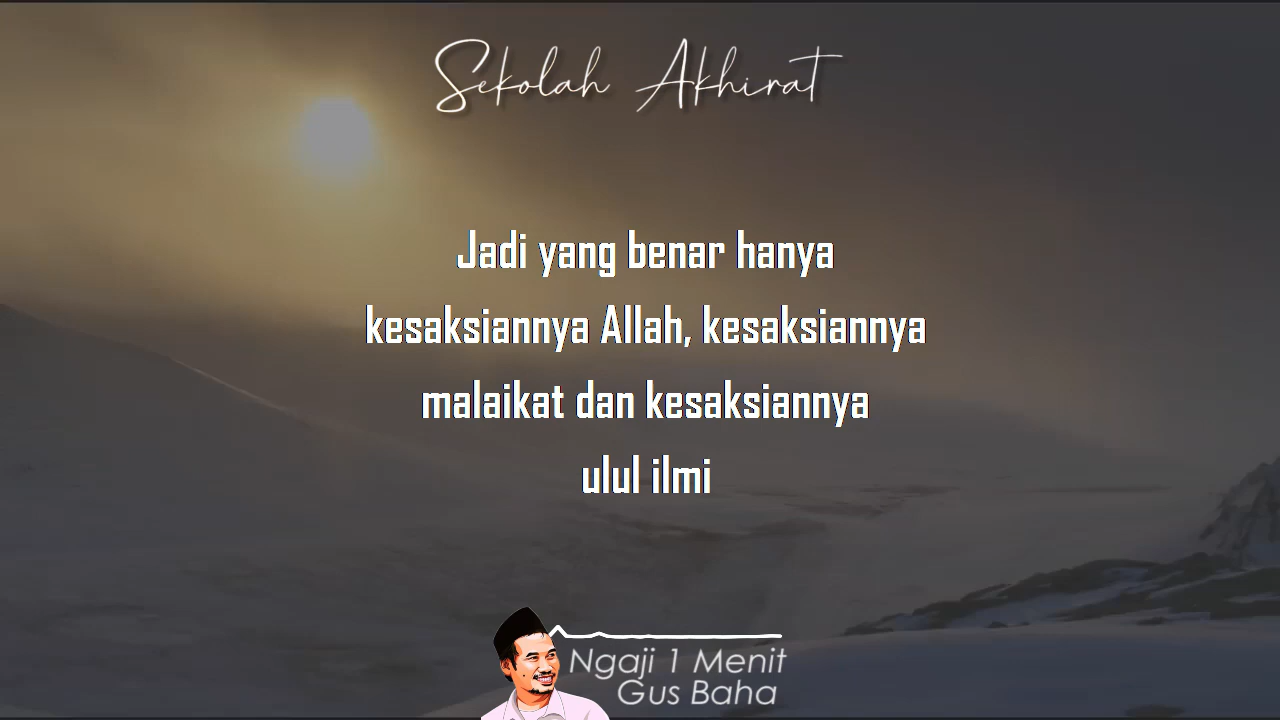 Sekolah Akhirat
Jadi yang benar hanya
kesaksiannya Allah, kesaksiannya
malaikat dan kesaksiannya
ulul ilmi
Ngaji 1 Menit
Gus Baha